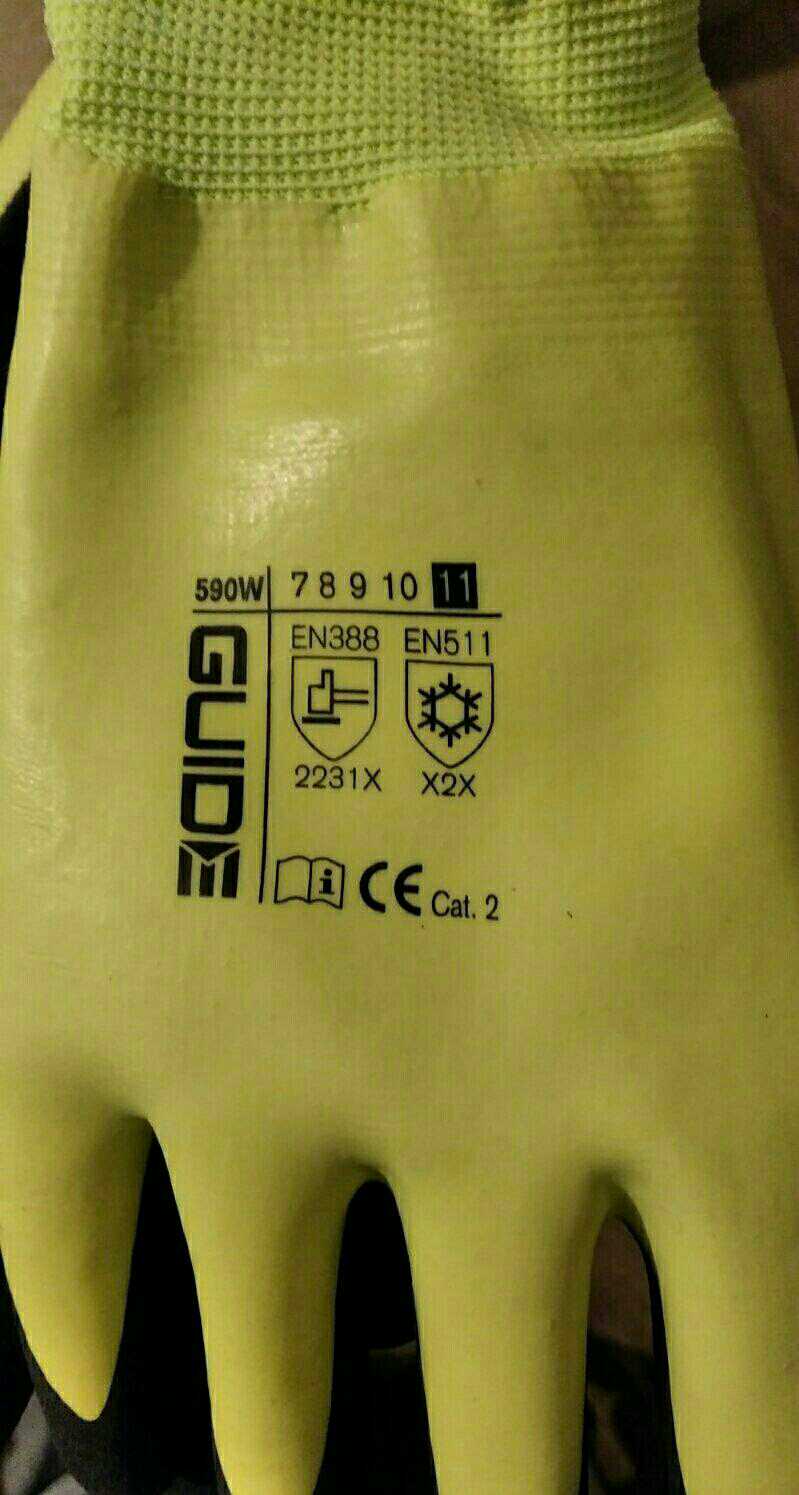 590W 7 8 9 10 11
GUIDE
EN388 EN511
2231X X2X
i CE Cat. 2